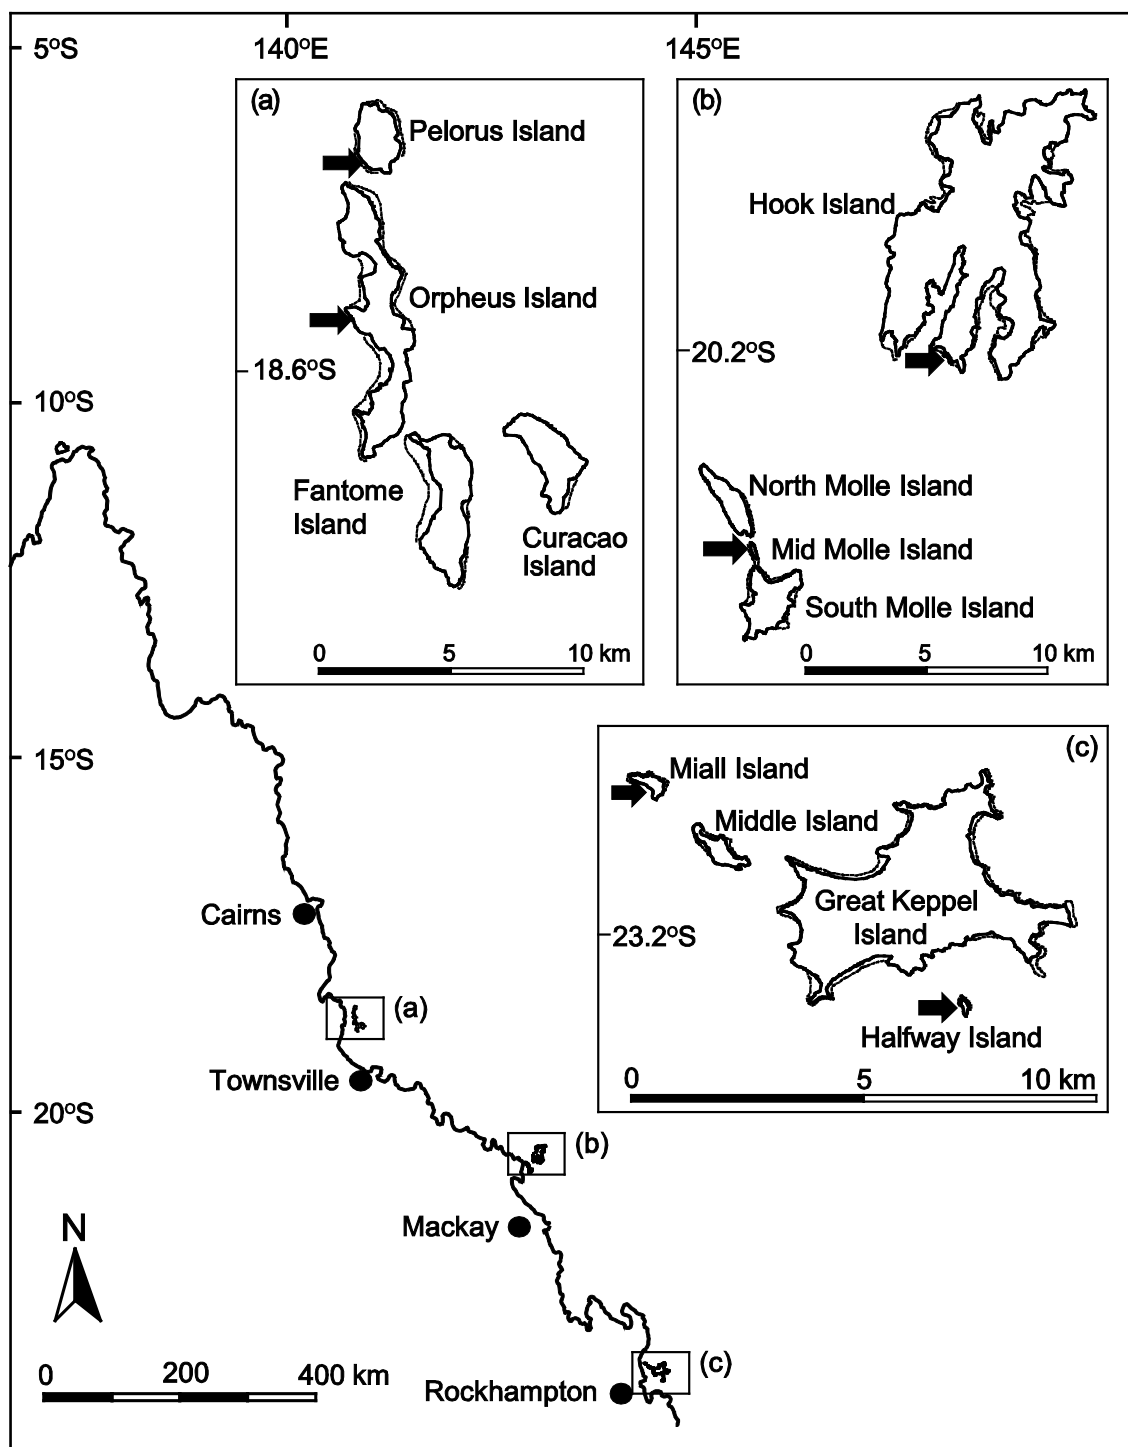 140°E
145°E
5°S
10°S
15°S
20°S
(a)
Pelorus Island
Orpheus Island
18.6°S
Fantome
Island
Curacao
Island
0 5 10 km
(b)
Hook Island
20.2°S
North Molle Island
Mid Molle Island
South Molle Island
0 5 10 km
(c)
Miall Island
Middle Island
Great Keppel
Island
23.2°S
Halfway Island
0 5 10 km
Cairns
(a)
Townsville
(b)
Mackay
(c)
Rockhampton
N
0 200 400 km